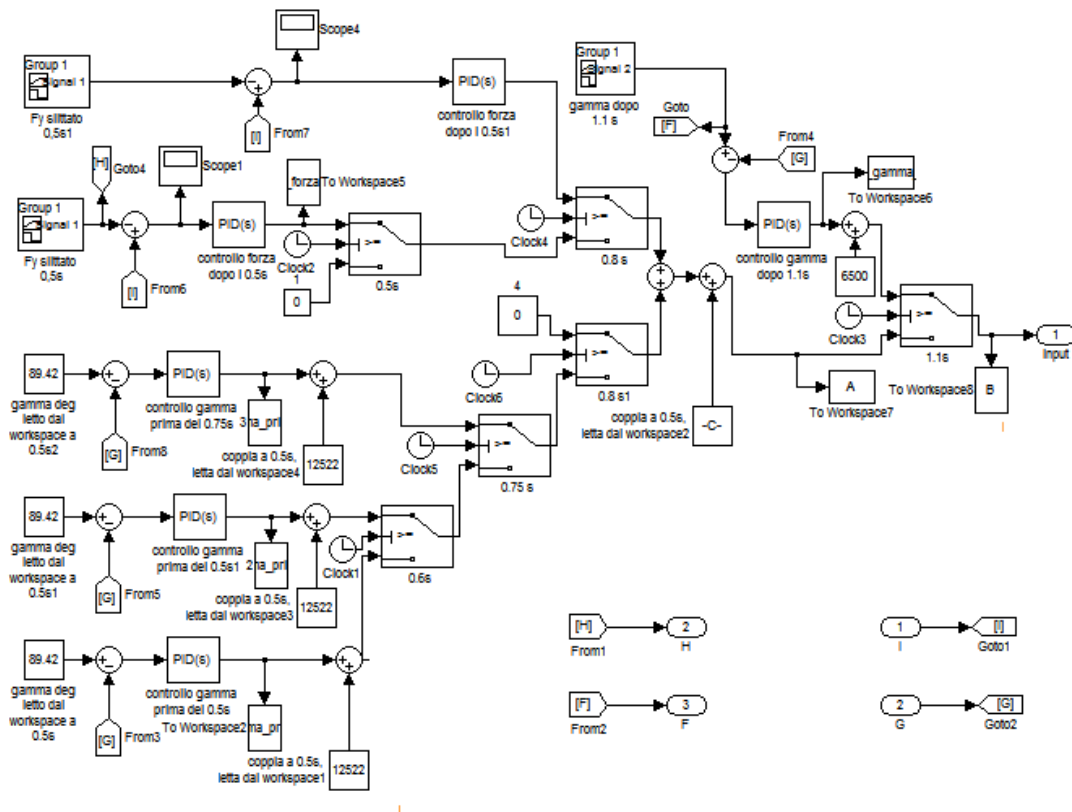 Group 1
Signal 1
Fy slittato
0,5s1
[I]
From7
Scope4
PID(s)
controllo forza
dopo l 0.5s1
Group 1
Signal 2
gamma dopo
1.1 s
Goto
[F]
From4
[G]
[H]
Goto4
Scope1
_forza
To Workspace5
Group 1
Signal 1
Fy slittato
0,5s
[I]
From6
PID(s)
controllo forza
dopo l 0.5s
Clock2
1
0
>=
0.5s
Clock4
>=
0.8 s
PID(s)
controllo gamma
dopo 1.1s
_gamma
To Workspace6
6500
Clock3
>=
1.1s
1
Input
To Workspace8
B
A
To Workspace7
4
0
Clock6
>=
0.8 s1
coppia a 0.5s,
letta dal workspace2
-C-
89.42
gamma deg
letto dal
workspace a
0.5s2
[G]
From8
PID(s)
controllo gamma
prima del 0.75s
3ma_pri
coppia a 0.5s,
letta dal workspace4
12522
Clock5
>=
0.75 s
89.42
gamma deg
letto dal
workspace a
0.5s1
[G]
From5
PID(s)
controllo gamma
prima del 0.5s1
2ma_pri
coppia a 0.5s,
letta dal workspace3
12522
Clock1
>=
0.6s
89.42
gamma deg
letto dal
workspace a
0.5s
[G]
From3
PID(s)
controllo gamma
prima del 0.5s
To Workspace2
ma_pri
coppia a 0.5s,
letta dal workspace1
12522
[H]
From1
2
H
1
I
[I]
Goto1
[F]
From2
3
F
2
G
[G]
Goto2